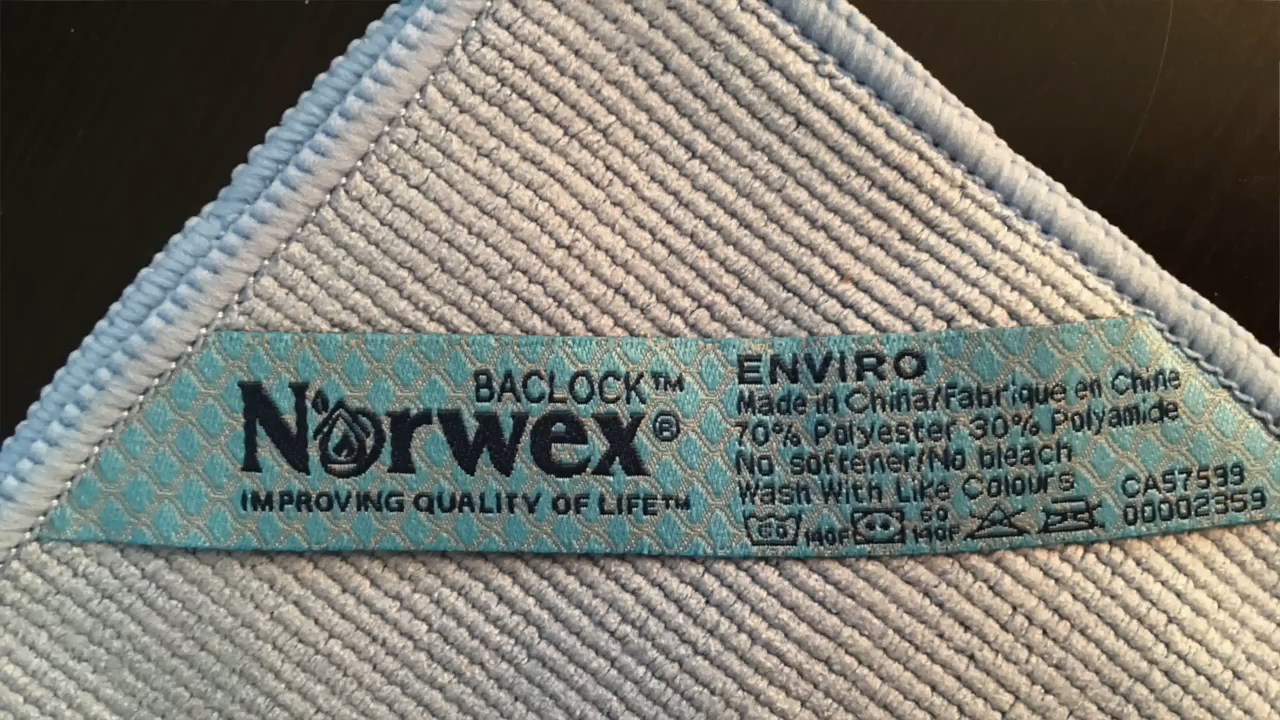 BACLOCK™
Norwex®
IMPROVING QUALITY OF LIFE™
ENVIRO
Made in China/Fabrique en Chine
70% Polyester 30% Polyamide
No softener/No bleach
Wash With Like Colours
60 140F 60 140F
CA97599
00002359